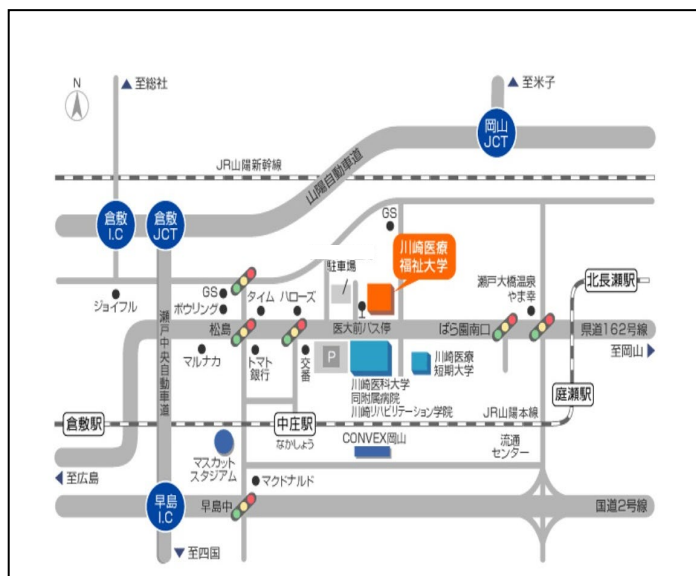 N
至総社
至米子
岡山
JCT
JR山陽新幹線
山陽自動車道
倉敷
I.C
倉敷
JCT
GS
川崎医療
福祉大学
駐車場
瀬戸大橋温泉
やま幸
北長瀬駅
ジョイフル
GS
ボウリング
タイム
ハローズ
松島
医大前バス停
ばら園南口
県道162号線
至岡山
瀬戸中央自動車道
マルナカ
トマト
銀行
交番
P
川崎医科大学
同附属病院
川崎リハビリテーション学院
川崎医療
短期大学
JR山陽本線
庭瀬駅
倉敷駅
中庄駅
なかしょう
CONVEX岡山
流通
センター
マスカット
スタジアム
至広島
マクドナルド
早島
I.C
早島中
国道2号線
至四国